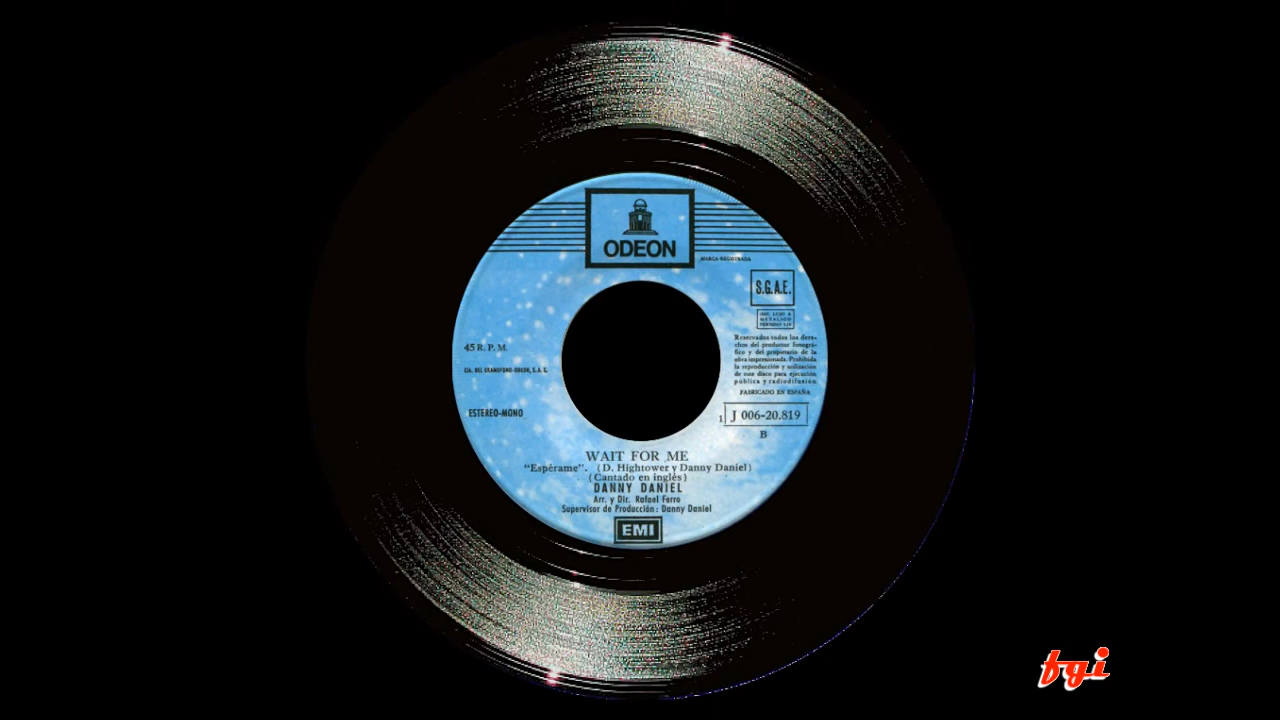 ODEON
MARCA REGISTRADA
S.G.A.E.
45 R. P. M.
Reservados todos los dere-
chos del productor fonográ-
fico y del propietario de la
obra impresionada. Prohibida
la reproducción y utilización
de este disco para ejecución
pública y radiodifusión
CIA. DEL GRAMOFONO-ODEON, S. A. E.
FABRICADO EN ESPAÑA
ESTEREO-MONO
1 J 006-20.819
B
WAIT FOR ME
"Espérame". (D. Hightower y Danny Daniel)
(Cantado en inglés)
DANNY DANIEL
Arr. y Dir. Rafael Ferro
Supervisor de Producción: Danny Daniel
EMI
fgi